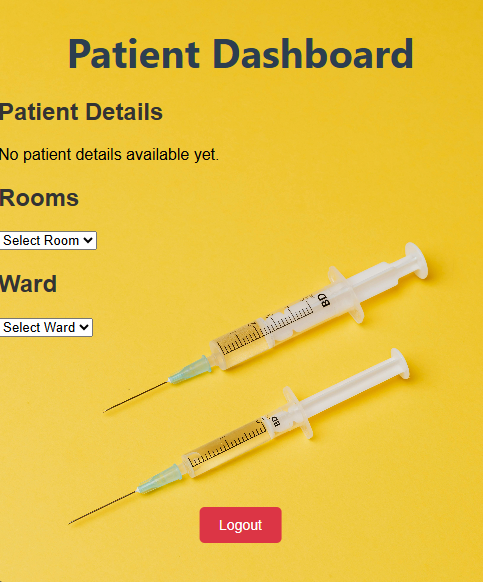 Patient Dashboard
Patient Details
No patient details available yet.
Rooms
Select Room
Ward
Select Ward
BD
BD
Logout